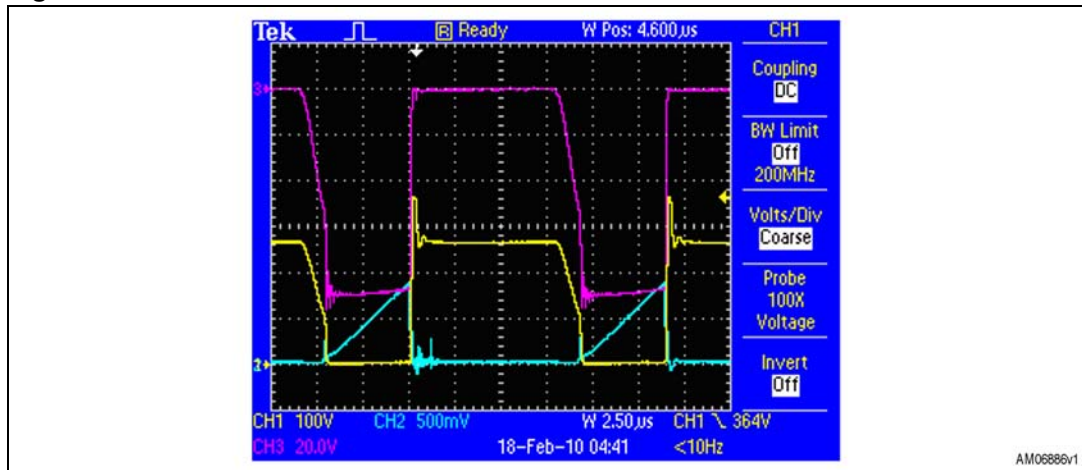 Tek
R Ready
W Pos: 4.600µs
CH1
Coupling
DC
BW Limit
Off
200MHz
Volts/Div
Coarse
Probe
100X
Voltage
Invert
Off
CH1 100V CH2 500mV W 2.50µs CH1 364V
CH3 20.0V 18-Feb-10 04:41 <10Hz
AM06886v1